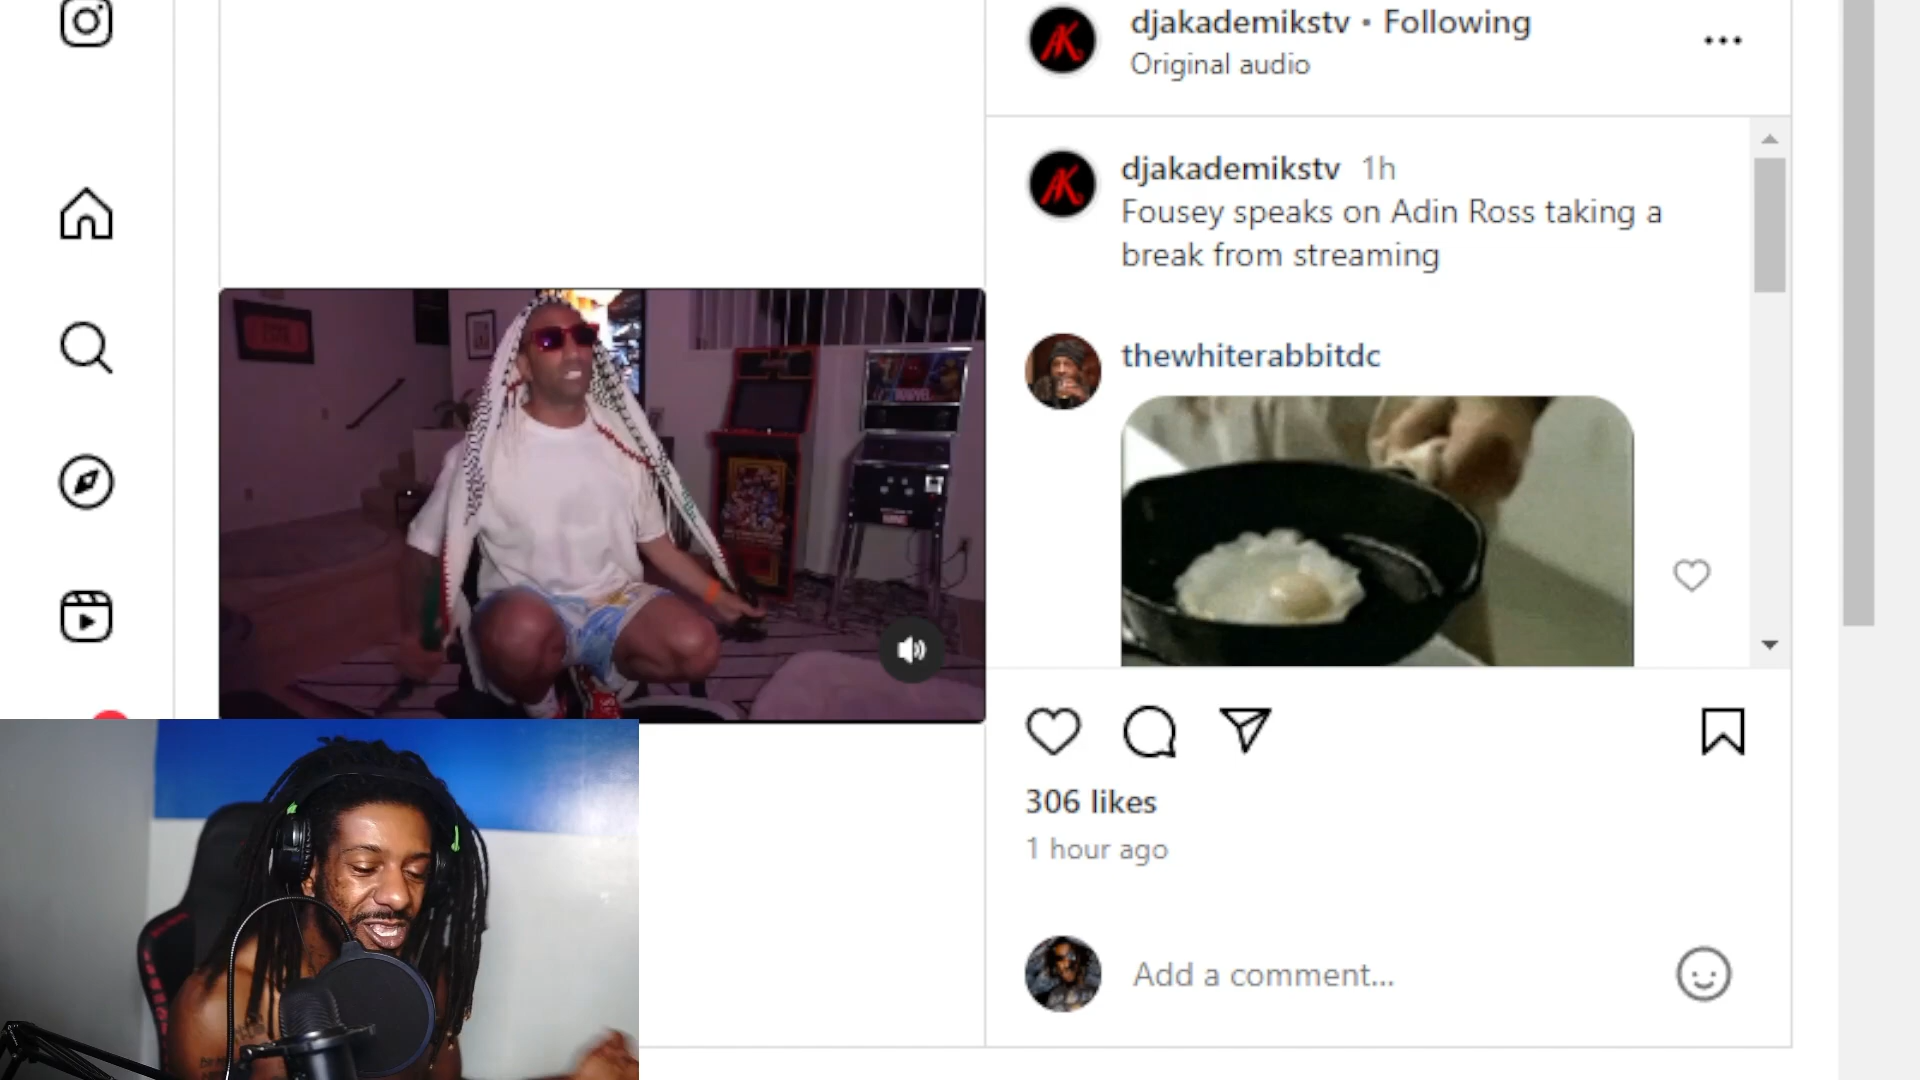 djakademikstv • Following
Original audio
djakademikstv 1h
Fousey speaks on Adin Ross taking a
break from streaming
thewhiterabbitdc
MARVEL
306 likes
1 hour ago
Add a comment...